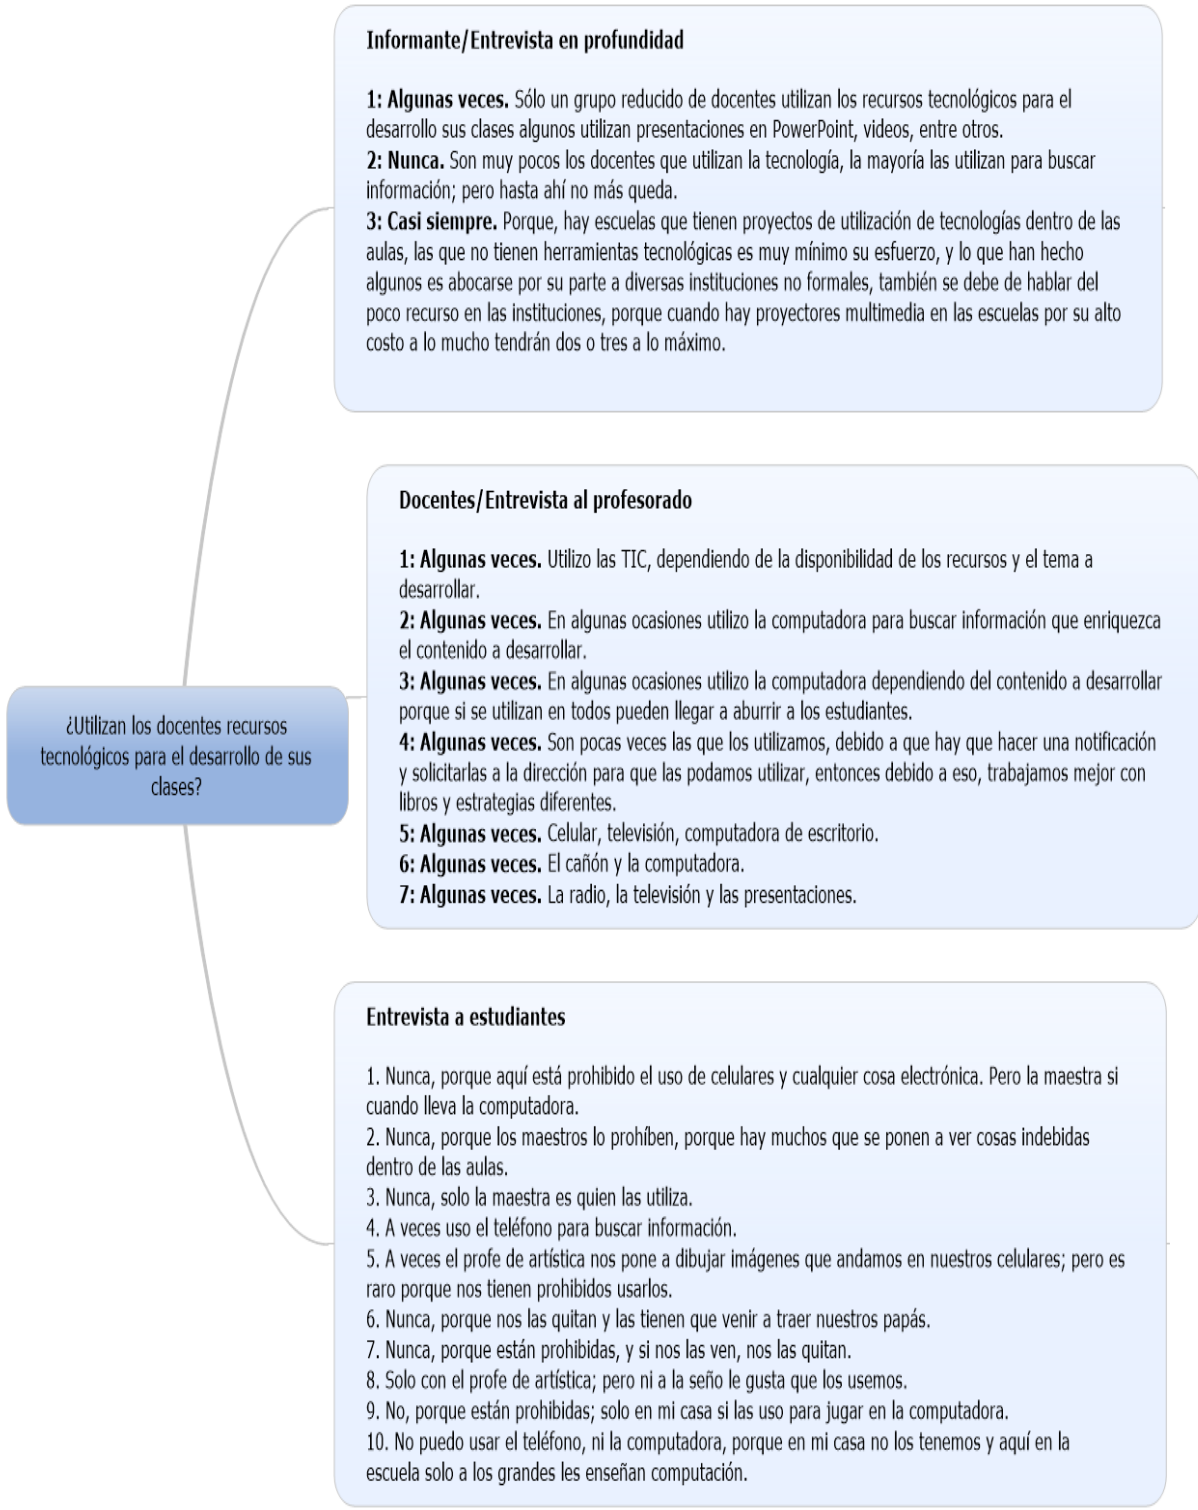 Informante/Entrevista en profundidad
1: Algunas veces. Sólo un grupo reducido de docentes utilizan los recursos tecnológicos para el
desarrollo sus clases algunos utilizan presentaciones en PowerPoint, videos, entre otros.
2: Nunca. Son muy pocos los docentes que utilizan la tecnología, la mayoría las utilizan para buscar
información; pero hasta ahí no más queda.
3: Casi siempre. Porque, hay escuelas que tienen proyectos de utilización de tecnologías dentro de las
aulas, las que no tienen herramientas tecnológicas es muy mínimo su esfuerzo, y lo que han hecho
algunos es abocarse por su parte a diversas instituciones no formales, también se debe de hablar del
poco recurso en las instituciones, porque cuando hay proyectores multimedia en las escuelas por su alto
costo a lo mucho tendrán dos o tres a lo máximo.
Docentes/Entrevista al profesorado
1: Algunas veces. Utilizo las TIC, dependiendo de la disponibilidad de los recursos y el tema a
desarrollar.
2: Algunas veces. En algunas ocasiones utilizo la computadora para buscar información que enriquezca
el contenido a desarrollar.
3: Algunas veces. En algunas ocasiones utilizo la computadora dependiendo del contenido a desarrollar
porque si se utilizan en todos pueden llegar a aburrir a los estudiantes.
4: Algunas veces. Son pocas veces las que los utilizamos, debido a que hay que hacer una notificación
y solicitarlas a la dirección para que las podamos utilizar, entonces debido a eso, trabajamos mejor con
libros y estrategias diferentes.
5: Algunas veces. Celular, televisión, computadora de escritorio.
6: Algunas veces. El cañón y la computadora.
7: Algunas veces. La radio, la televisión y las presentaciones.
¿Utilizan los docentes recursos
tecnológicos para el desarrollo de sus
clases?
Entrevista a estudiantes
1. Nunca, porque aquí está prohibido el uso de celulares y cualquier cosa electrónica. Pero la maestra si
cuando lleva la computadora.
2. Nunca, porque los maestros lo prohíben, porque hay muchos que se ponen a ver cosas indebidas
dentro de las aulas.
3. Nunca, solo la maestra es quien las utiliza.
4. A veces uso el teléfono para buscar información.
5. A veces el profe de artística nos pone a dibujar imágenes que andamos en nuestros celulares; pero es
raro porque nos tienen prohibidos usarlos.
6. Nunca, porque nos las quitan y las tienen que venir a traer nuestros papás.
7. Nunca, porque están prohibidas, y si nos las ven, nos las quitan.
8. Solo con el profe de artística; pero ni a la seño le gusta que los usemos.
9. No, porque están prohibidas; solo en mi casa si las uso para jugar en la computadora.
10. No puedo usar el teléfono, ni la computadora, porque en mi casa no los tenemos y aquí en la
escuela solo a los grandes les enseñan computación.